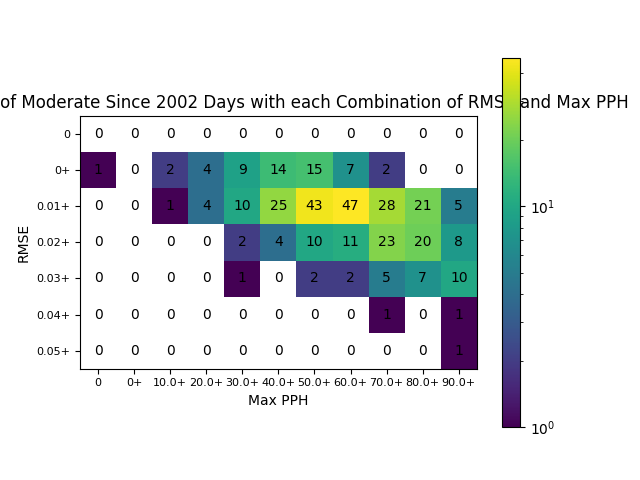 of Moderate Since 2002 Days with each Combination of RMSE and Max PPH
RMSE
0 0 0 0 0 0 0 0 0 0 0 0
0+ 1 0 2 4 9 14 15 7 2 0 0
0.01+ 0 0 1 4 10 25 43 47 28 21 5
0.02+ 0 0 0 0 2 4 10 11 23 20 8
0.03+ 0 0 0 0 1 0 2 2 5 7 10
0.04+ 0 0 0 0 0 0 0 0 1 0 1
0.05+ 0 0 0 0 0 0 0 0 0 0 1
0 0+ 10.0+ 20.0+ 30.0+ 40.0+ 50.0+ 60.0+ 70.0+ 80.0+ 90.0+
Max PPH
10¹
10⁰